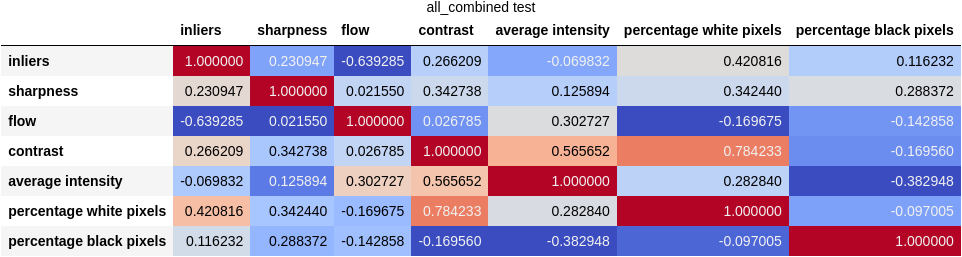 all_combined test
inliers sharpness flow contrast average intensity percentage white pixels percentage black pixels
inliers 1.000000 0.230947 -0.639285 0.266209 -0.069832 0.420816 0.116232
sharpness 0.230947 1.000000 0.021550 0.342738 0.125894 0.342440 0.288372
flow -0.639285 0.021550 1.000000 0.026785 0.302727 -0.169675 -0.142858
contrast 0.266209 0.342738 0.026785 1.000000 0.565652 0.784233 -0.169560
average intensity -0.069832 0.125894 0.302727 0.565652 1.000000 0.282840 -0.382948
percentage white pixels 0.420816 0.342440 -0.169675 0.784233 0.282840 1.000000 -0.097005
percentage black pixels 0.116232 0.288372 -0.142858 -0.169560 -0.382948 -0.097005 1.000000